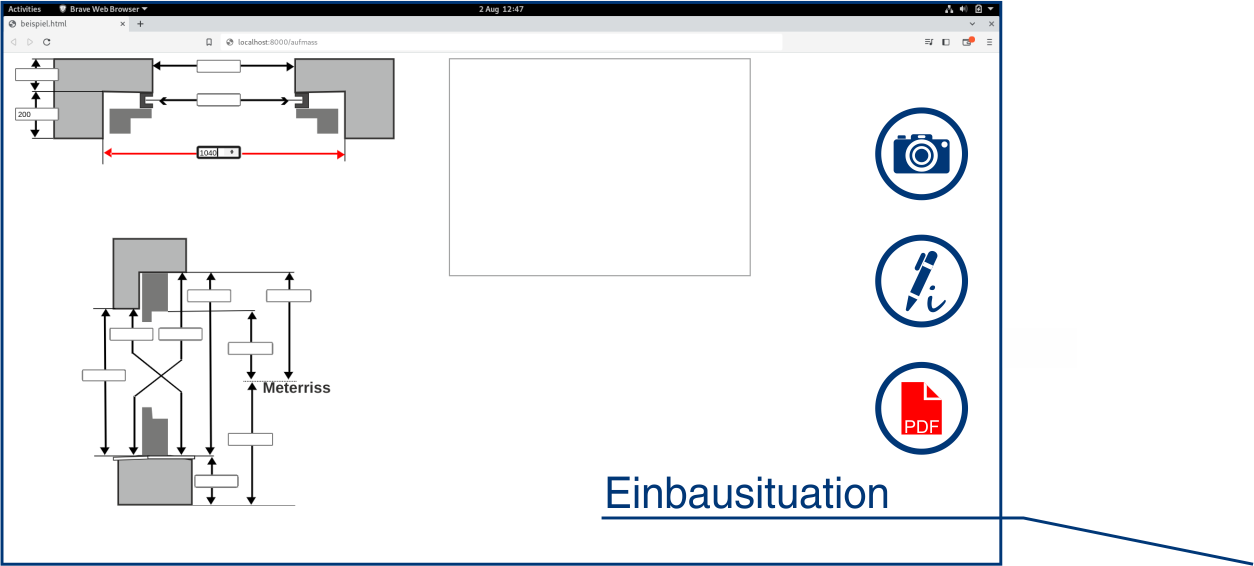 Activities Brave Web Browser 2 Aug 12:47
beispiel.html × +
localhost:8000/aufmass
200
1040
Meterriss
i
PDF
Einbausituation